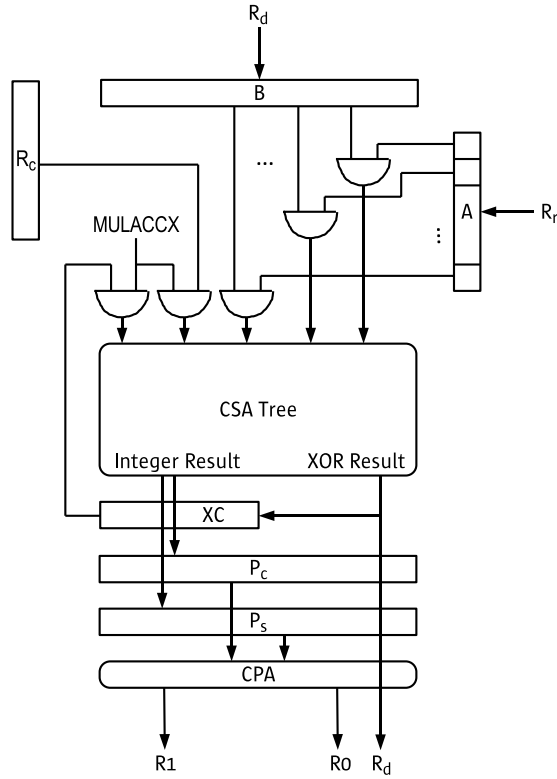 Rd
B
Rc
...
A
Rr
MULACCX
...
CSA Tree
Integer Result
XOR Result
XC
Pc
Ps
CPA
R1
R0
Rd